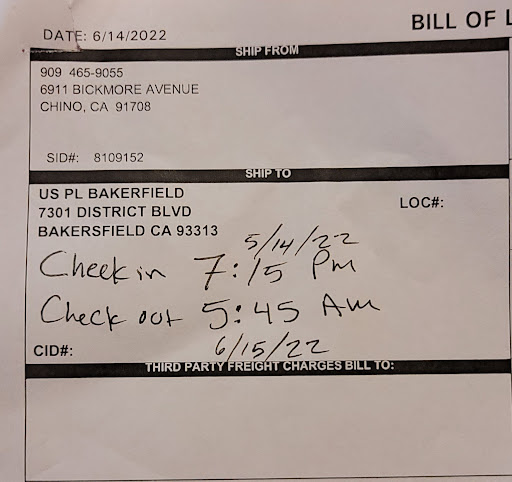 BILL OF L
DATE: 6/14/2022
SHIP FROM
909 465-9055
6911 BICKMORE AVENUE
CHINO, CA 91708
SID#: 8109152
SHIP TO
US PL BAKERFIELD
LOC#:
7301 DISTRICT BLVD
BAKERSFIELD CA 93313
5/14/22
Check in 7:15 Pm
Check out 5:45 Am
6/15/22
CID#:
THIRD PARTY FREIGHT CHARGES BILL TO: